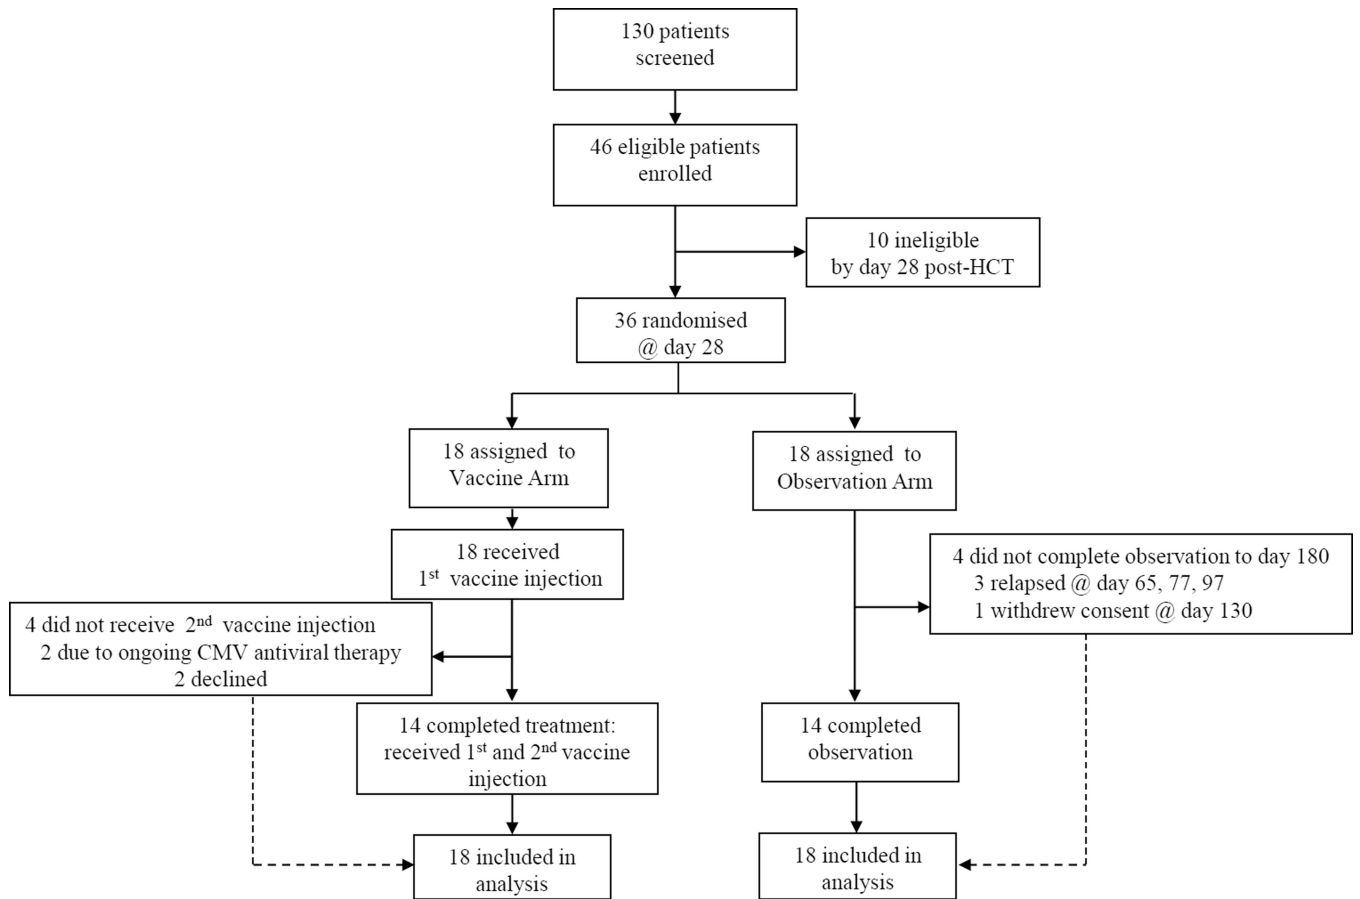 130 patients
screened
46 eligible patients
enrolled
10 ineligible
by day 28 post-HCT
36 randomised
@ day 28
18 assigned to
Vaccine Arm
18 assigned to
Observation Arm
18 received
1st vaccine injection
4 did not complete observation to day 180
3 relapsed @ day 65, 77, 97
1 withdrew consent @ day 130
4 did not receive 2nd vaccine injection
2 due to ongoing CMV antiviral therapy
2 declined
14 completed treatment:
received 1st and 2nd vaccine
injection
14 completed
observation
18 included in
analysis
18 included in
analysis